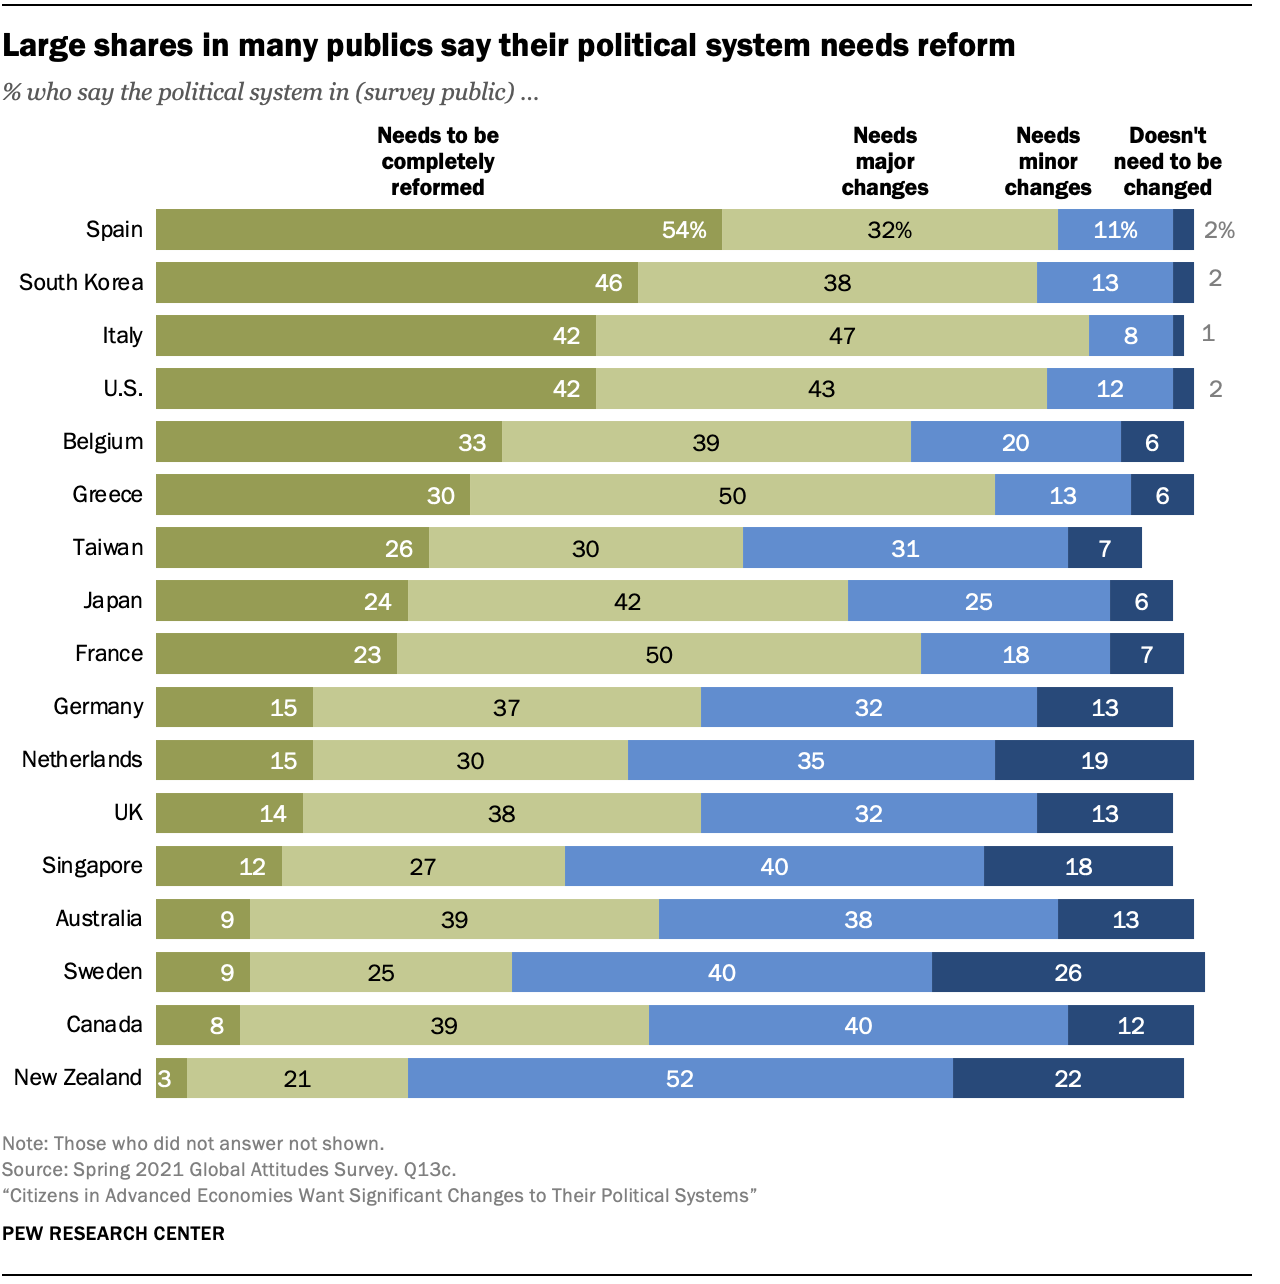 Large shares in many publics say their political system needs reform
% who say the political system in (survey public) ...
Needs to be completely reformed
Needs major changes
Needs minor changes
Doesn't need to be changed
Spain 54% 32% 11% 2%
South Korea 46 38 13 2
Italy 42 47 8 1
U.S. 42 43 12 2
Belgium 33 39 20 6
Greece 30 50 13 6
Taiwan 26 30 31 7
Japan 24 42 25 6
France 23 50 18 7
Germany 15 37 32 13
Netherlands 15 30 35 19
UK 14 38 32 13
Singapore 12 27 40 18
Australia 9 39 38 13
Sweden 9 25 40 26
Canada 8 39 40 12
New Zealand 3 21 52 22
Note: Those who did not answer not shown.
Source: Spring 2021 Global Attitudes Survey. Q13c.
“Citizens in Advanced Economies Want Significant Changes to Their Political Systems”
PEW RESEARCH CENTER